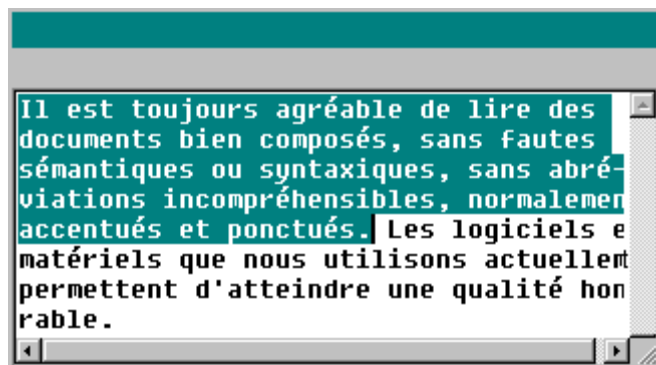 Il est toujours agréable de lire des
documents bien composés, sans fautes
sémantiques ou syntaxiques, sans abré-
viations incompréhensibles, normalemen
accentués et ponctués. Les logiciels e
matériels que nous utilisons actuellem
permettent d'atteindre une qualité hon
rable.